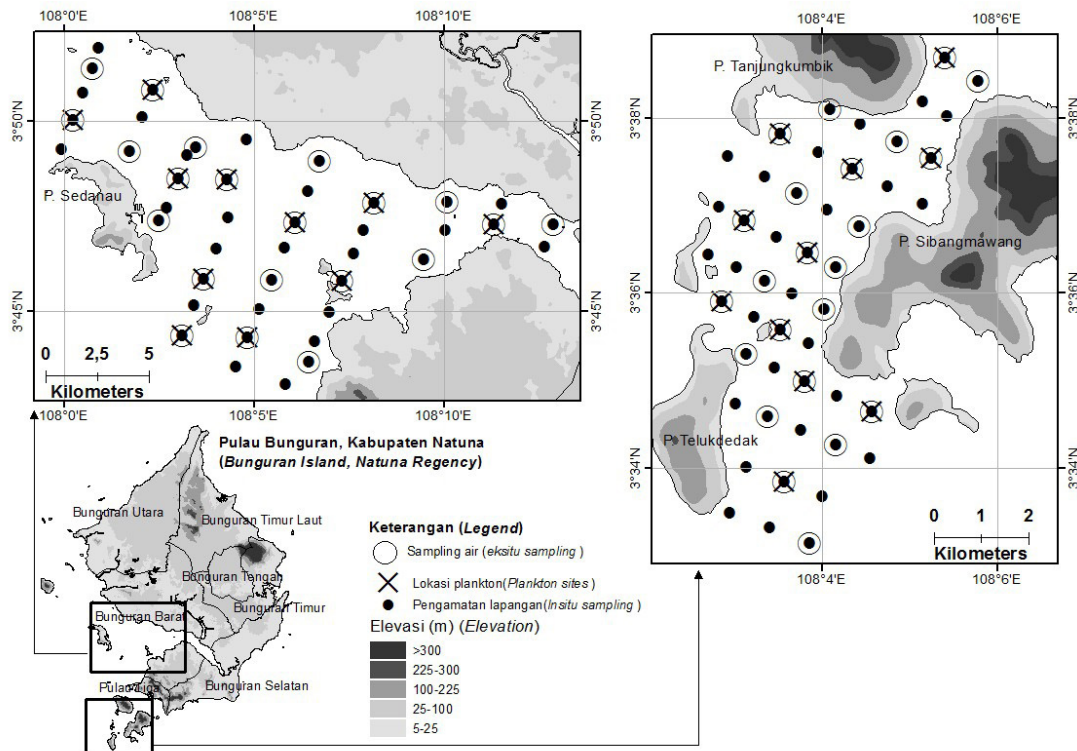 108°0'E 108°5'E 108°10'E
3°50'N
3°45'N
3°50'N
3°45'N
P. Sedanau
0 2,5 5
Kilometers
108°0'E 108°5'E 108°10'E
108°4'E 108°6'E
3°38'N
3°36'N
3°34'N
3°38'N
3°36'N
3°34'N
P. Tanjungkumbik
P. Sibangmawang
P. Telukdedak
0 1 2
Kilometers
108°4'E 108°6'E
Pulau Bunguran, Kabupaten Natuna
(Bunguran Island, Natuna Regency)
Bunguran Utara
Bunguran Timur Laut
Bunguran Tengah
Bunguran Timur
Bunguran Barat
Bunguran Selatan
Pulau Tiga
Keterangan (Legend)
Sampling air (eksitu sampling)
Lokasi plankton(Plankton sites)
Pengamatan lapangan(Insitu sampling)
Elevasi (m) (Elevation)
>300
225-300
100-225
25-100
5-25